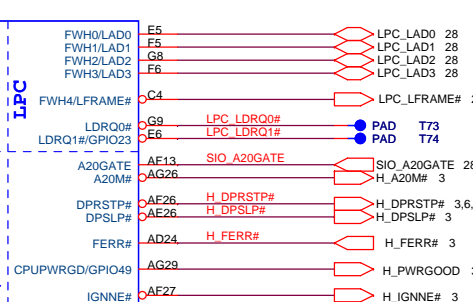 FWH0/LAD0 E5 LPC_LAD0 28
FWH1/LAD1 F5 LPC_LAD1 28
FWH2/LAD2 G8 LPC_LAD2 28
FWH3/LAD3 F6 LPC_LAD3 28
LPC
FWH4/LFRAME# C4 LPC_LFRAME#
LDRQ0# G9 LPC_LDRQ0# PAD T73
LDRQ1#/GPIO23 E6 LPC_LDRQ1# PAD T74
A20GATE AF13 SIO_A20GATE SIO_A20GATE 28
A20M# AG26 H_A20M# 3
DPRSTP# AF26 H_DPRSTP# H_DPRSTP# 3,6,
DPSLP# AE26 H_DPSLP# H_DPSLP# 3
FERR# AD24 H_FERR# H_FERR# 3
CPUPWRGD/GPIO49 AG29 H_PWRGOOD
IGNNE# AF27 H_IGNNE# 3